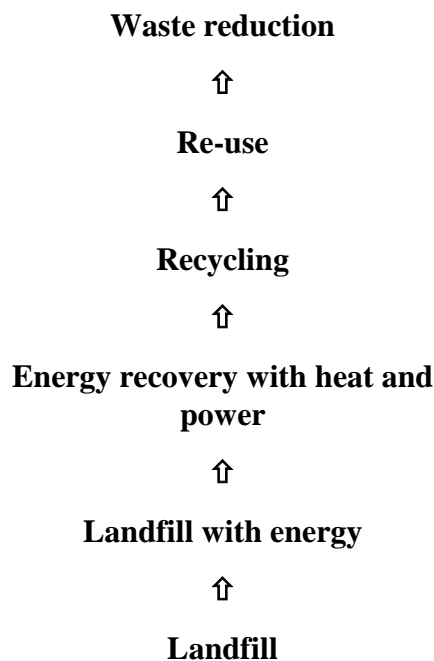 Waste reduction
⇧
Re-use
⇧
Recycling
⇧
Energy recovery with heat and
power
⇧
Landfill with energy
⇧
Landfill